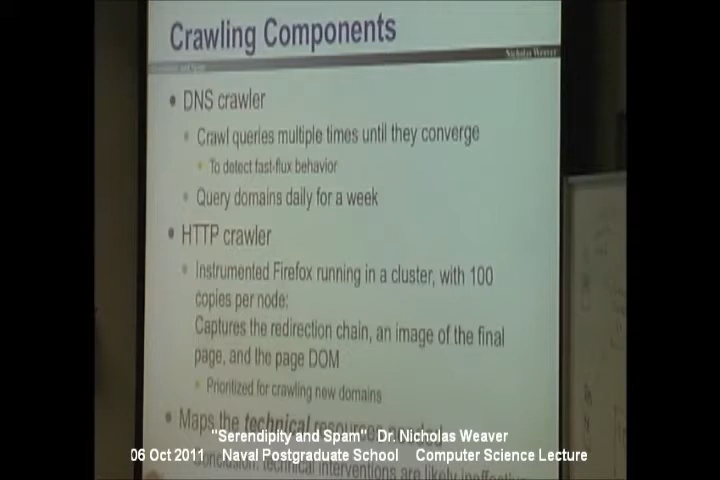 Crawling Components
Nicholas Weaver
• DNS crawler
• Crawl queries multiple times until they converge
• To detect fast-flux behavior
• Query domains daily for a week
• HTTP crawler
• Instrumented Firefox running in a cluster, with 100
copies per node:
Captures the redirection chain, an image of the final
page, and the page DOM
• Prioritized for crawling new domains
• Maps the technical resources needed
"Serendipity and Spam" Dr. Nicholas Weaver
06 Oct 2011 Naval Postgraduate School Computer Science Lecture
Conclusion: technical interventions are likely